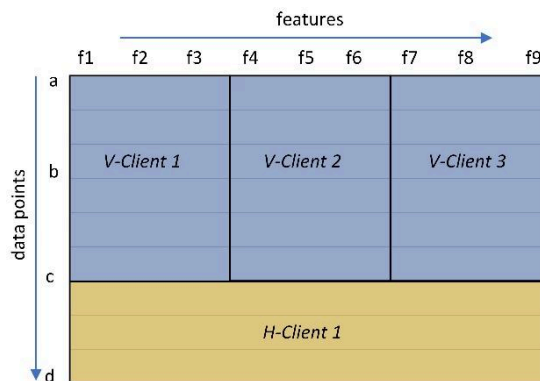 features
f1 f2 f3 f4 f5 f6 f7 f8 f9
a
V-Client 1 V-Client 2 V-Client 3
b
data points
c
H-Client 1
d